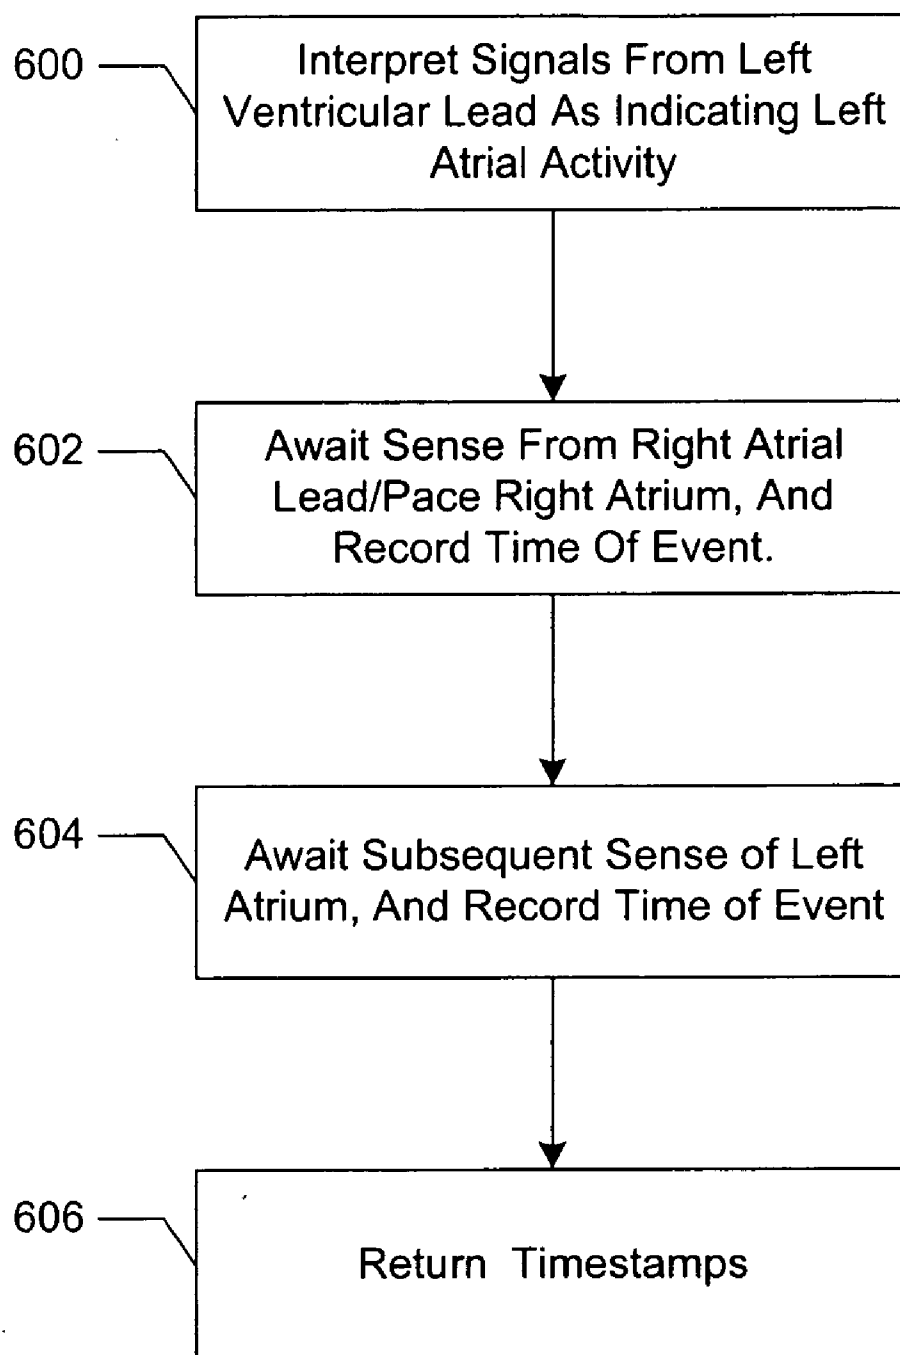 600
Interpret Signals From Left
Ventricular Lead As Indicating Left
Atrial Activity
602
Await Sense From Right Atrial
Lead/Pace Right Atrium, And
Record Time Of Event.
604
Await Subsequent Sense of Left
Atrium, And Record Time of Event
606
Return Timestamps